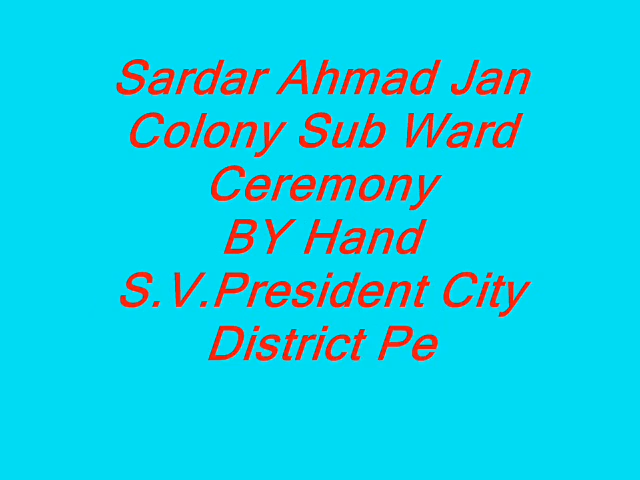 Sardar Ahmad Jan
Colony Sub Ward
Ceremony
BY Hand
S.V.President City
District Pe